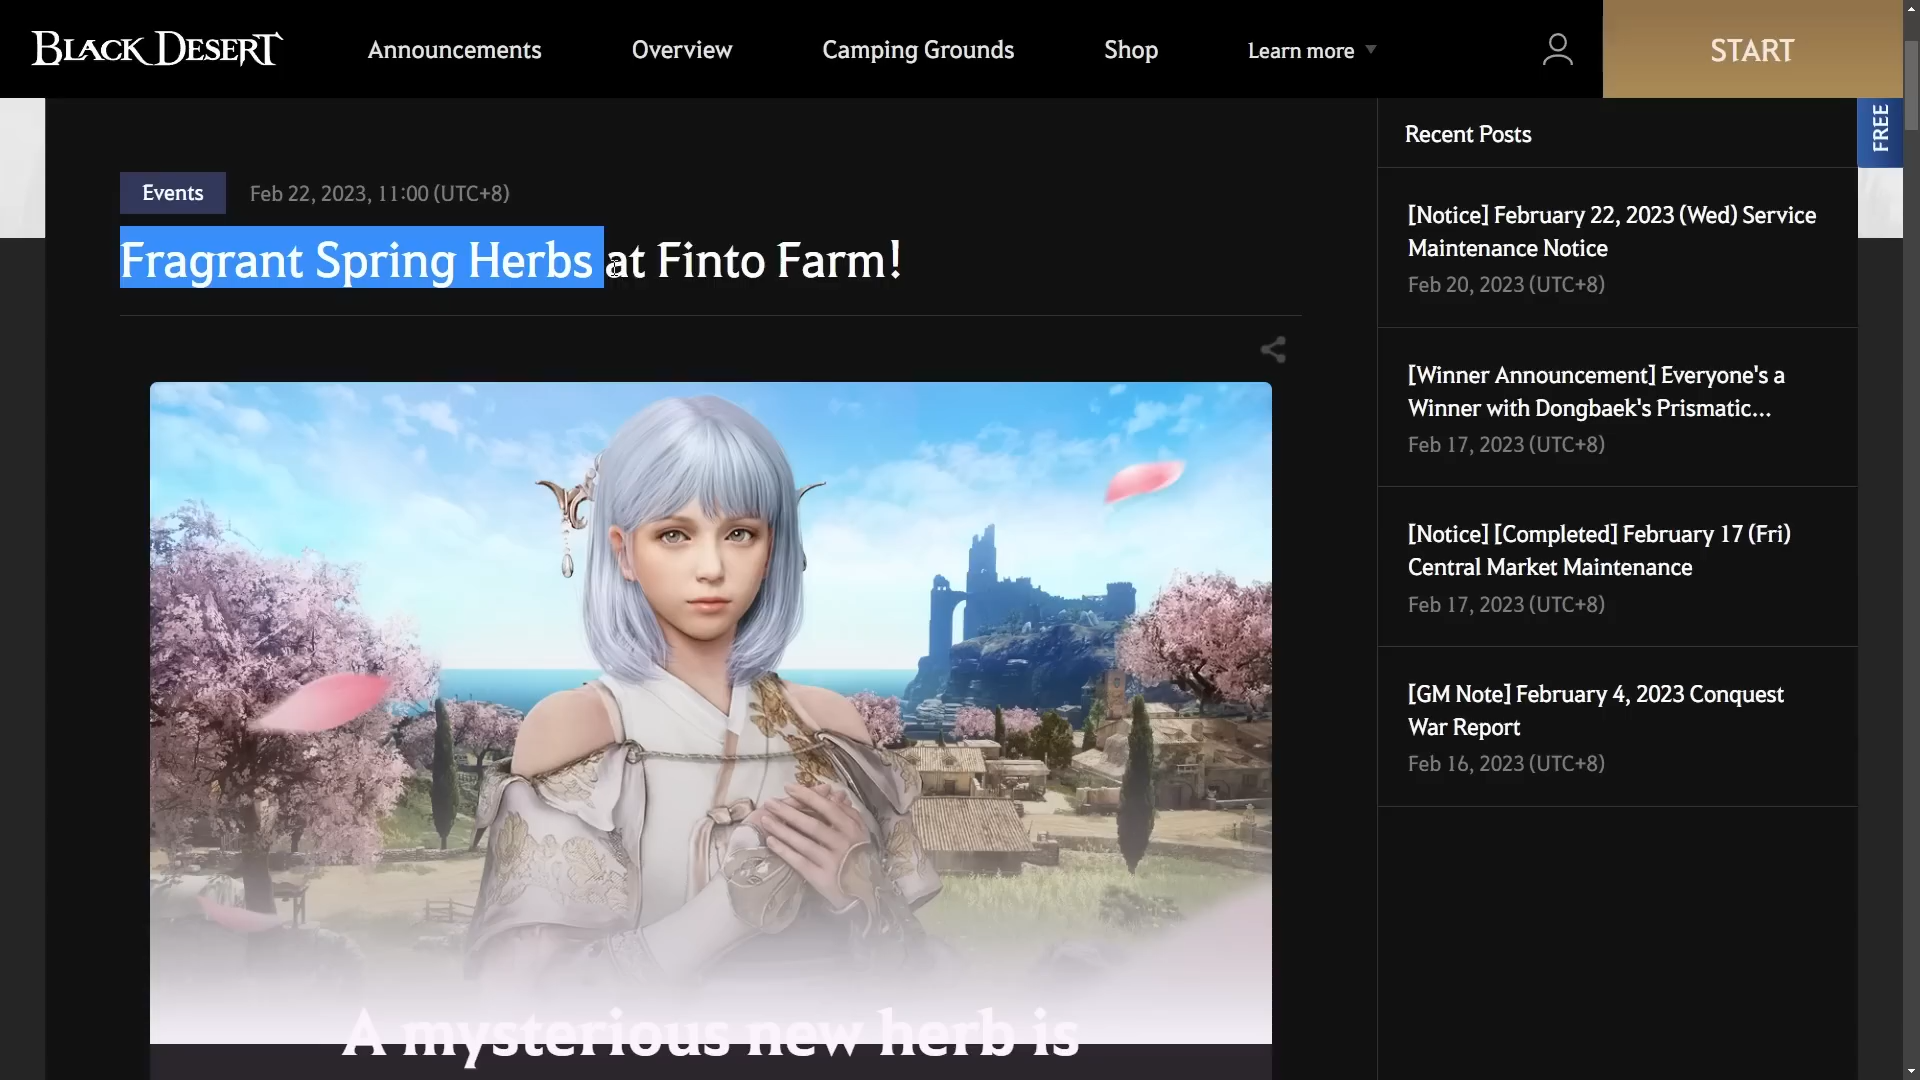 BLACK DESERT
Announcements
Overview
Camping Grounds
Shop
Learn more
START
FREE
Events
Feb 22, 2023, 11:00 (UTC+8)
Fragrant Spring Herbs at Finto Farm!
A mysterious new herb is
Recent Posts
[Notice] February 22, 2023 (Wed) Service
Maintenance Notice
Feb 20, 2023 (UTC+8)
[Winner Announcement] Everyone's a
Winner with Dongbaek's Prismatic...
Feb 17, 2023 (UTC+8)
[Notice] [Completed] February 17 (Fri)
Central Market Maintenance
Feb 17, 2023 (UTC+8)
[GM Note] February 4, 2023 Conquest
War Report
Feb 16, 2023 (UTC+8)